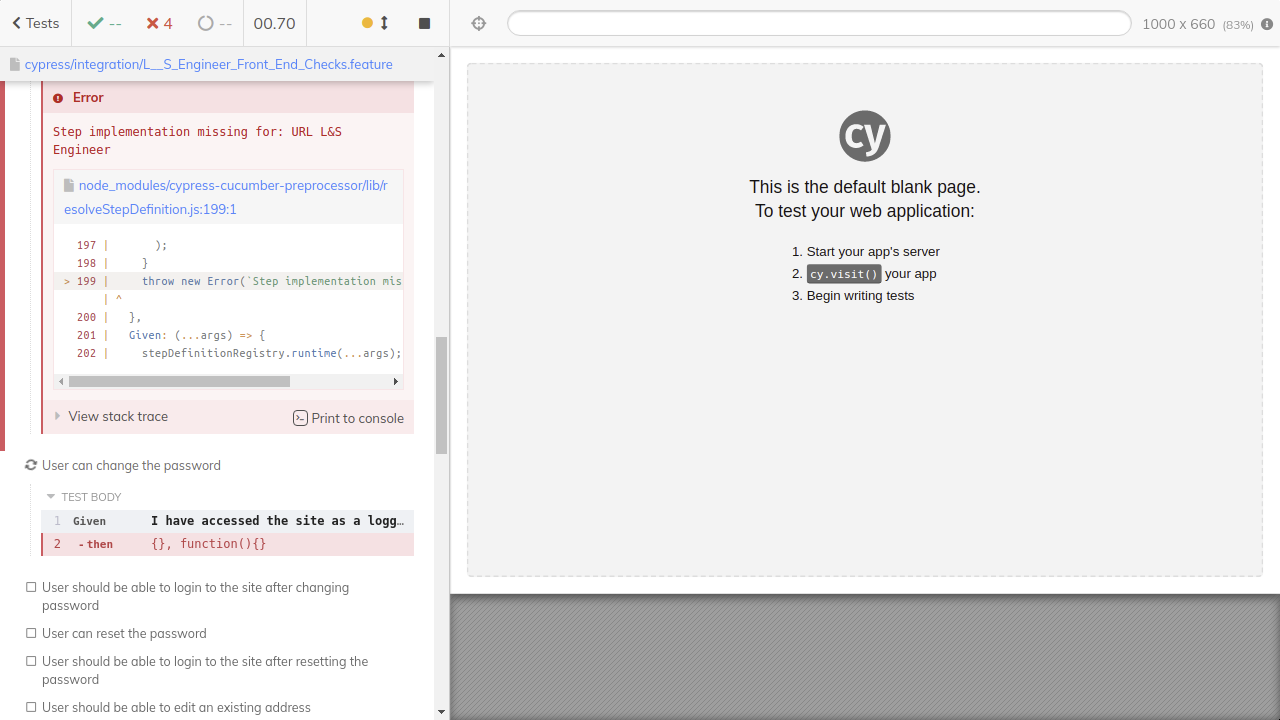 Tests
--
4
--
00.70
1000 x 660 (83%)
cypress/integration/L__S_Engineer_Front_End_Checks.feature
Error
Step implementation missing for: URL L&S
Engineer
node_modules/cypress-cucumber-preprocessor/lib/r
esolveStepDefinition.js:199:1
197 | );
198 | }
> 199 | throw new Error(`Step implementation mis
| ^
200 | },
201 | Given: (...args) => {
202 | stepDefinitionRegistry.runtime(...args);
View stack trace
Print to console
User can change the password
TEST BODY
1 Given I have accessed the site as a logg…
2 -then {}, function(){}
User should be able to login to the site after changing
password
User can reset the password
User should be able to login to the site after resetting the
password
User should be able to edit an existing address
cy
This is the default blank page.
To test your web application:
1. Start your app's server
2. cy.visit() your app
3. Begin writing tests